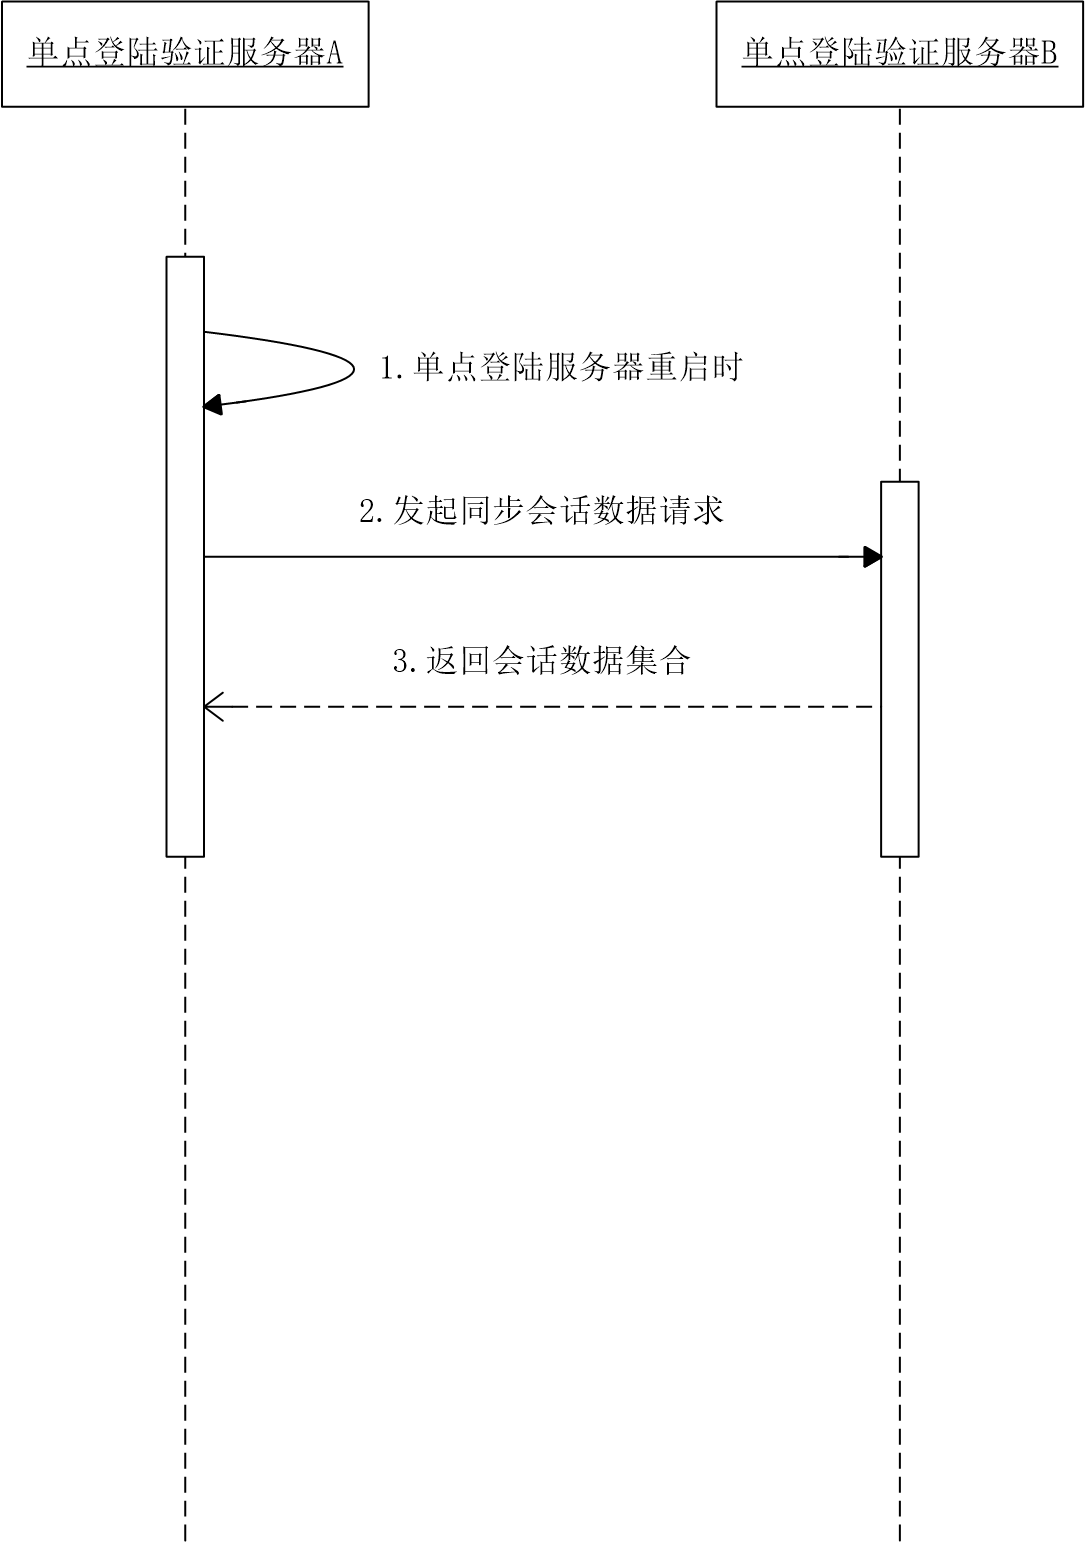 单点登陆验证服务器A
单点登陆验证服务器B
1.单点登陆服务器重启时
2.发起同步会话数据请求
3.返回会话数据集合